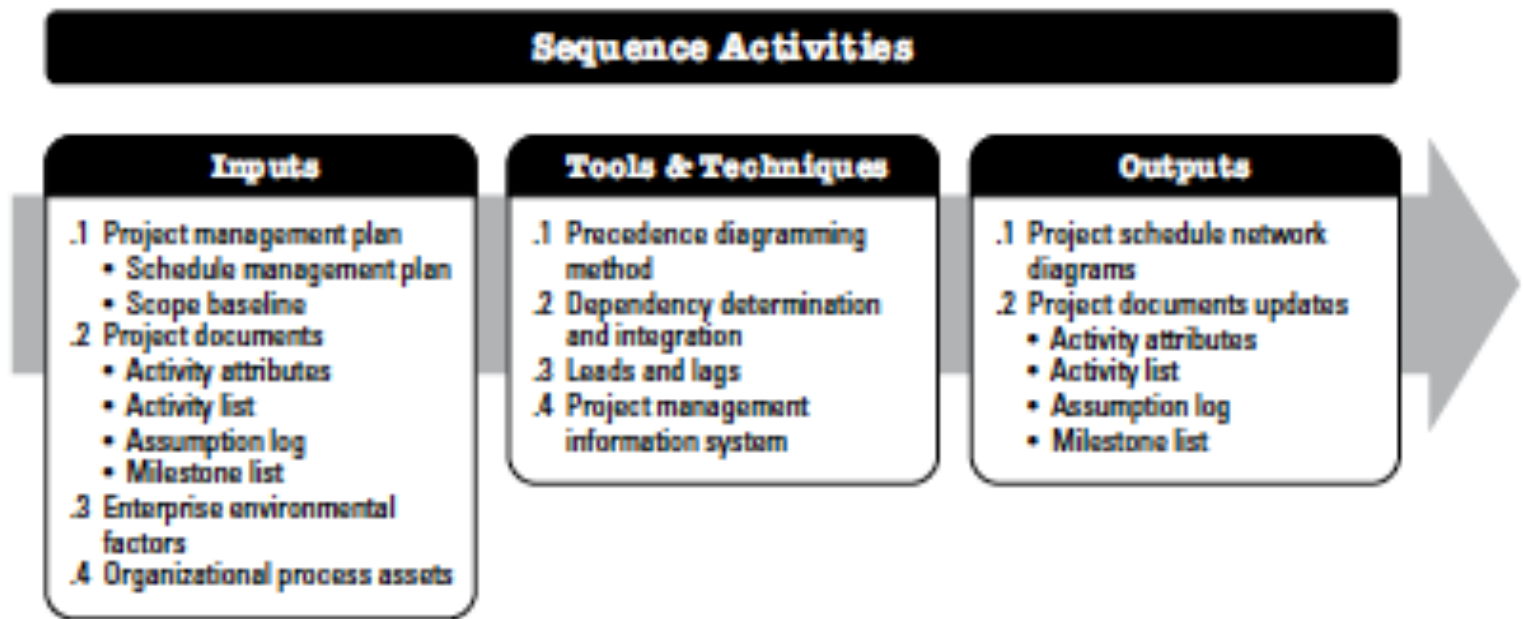 Sequence Activities
Inputs
.1 Project management plan
• Schedule management plan
• Scope baseline
.2 Project documents
• Activity attributes
• Activity list
• Assumption log
• Milestone list
.3 Enterprise environmental
factors
.4 Organizational process assets
Tools & Techniques
.1 Precedence diagramming
method
.2 Dependency determination
and integration
.3 Leads and lags
.4 Project management
information system
Outputs
.1 Project schedule network
diagrams
.2 Project documents updates
• Activity attributes
• Activity list
• Assumption log
• Milestone list